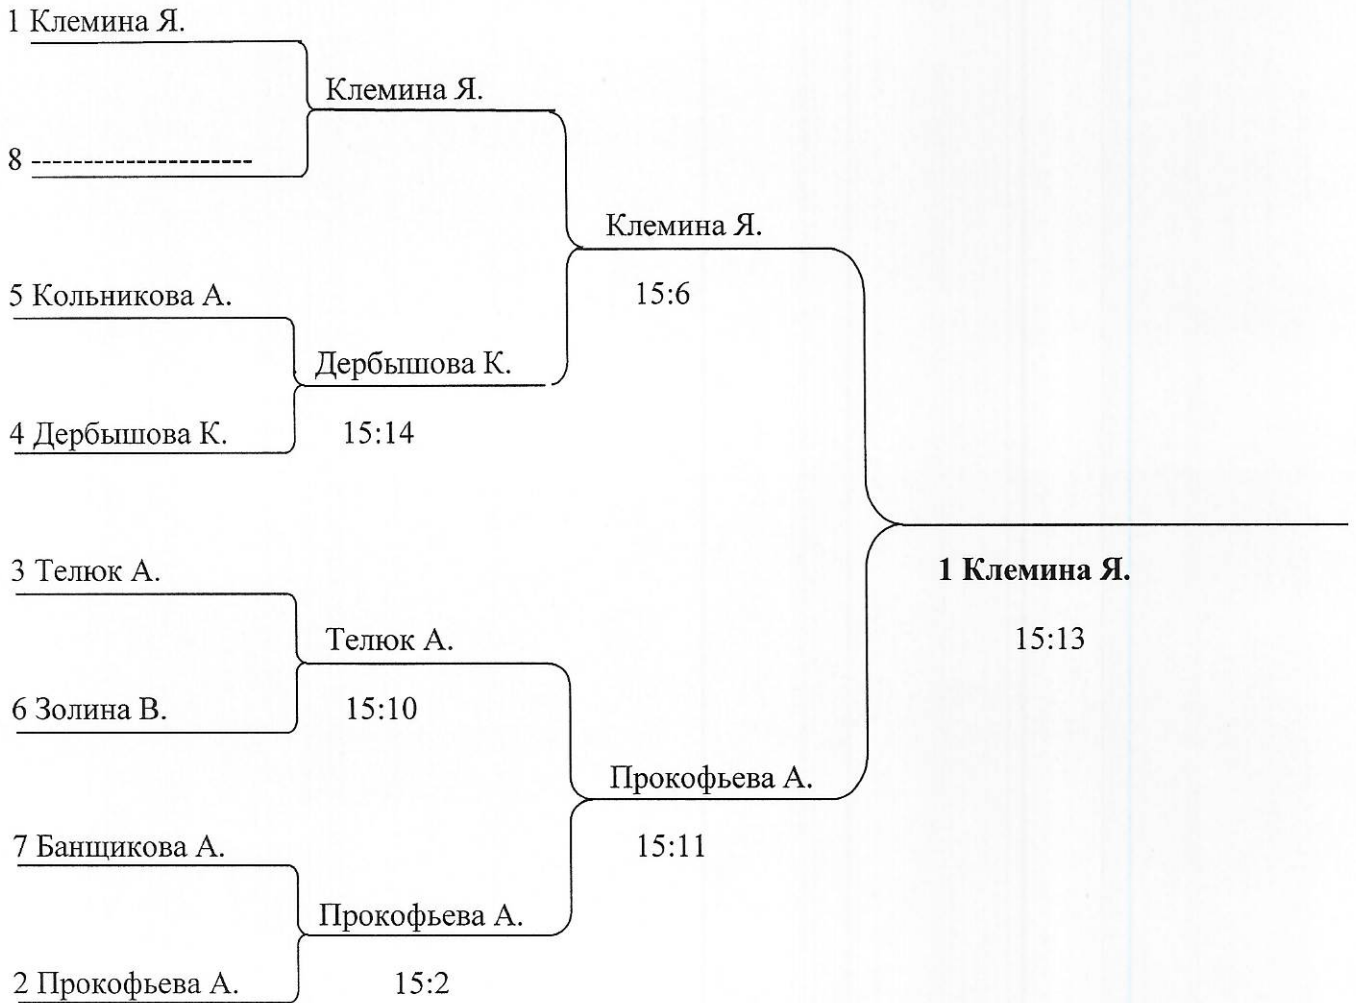 1 Клемина Я.
Клемина Я.
8 ---------------------
Клемина Я.
5 Кольникова А.
15:6
Дербышова К.
4 Дербышова К.
15:14
3 Телюк А.
1 Клемина Я.
Телюк А.
15:13
6 Золина В.
15:10
Прокофьева А.
7 Банщикова А.
15:11
Прокофьева А.
2 Прокофьева А.
15:2